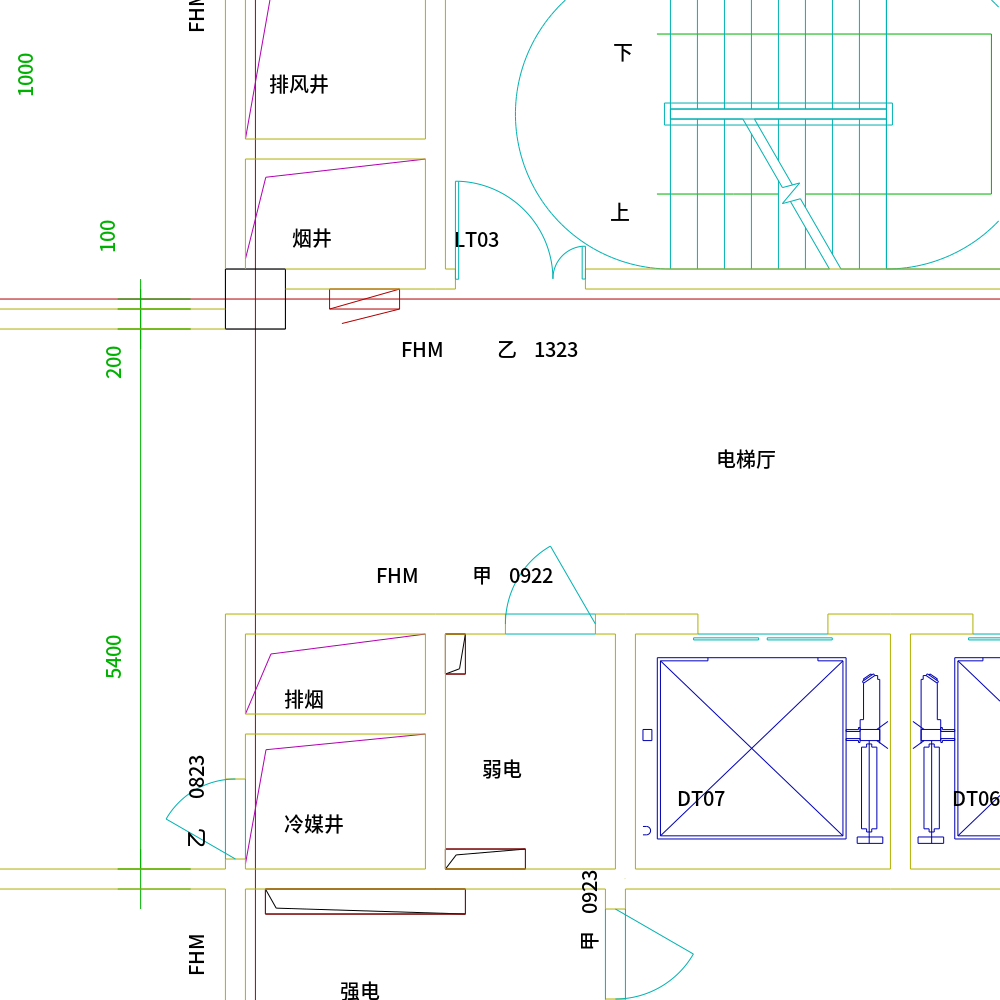 FHM
1000
下
排风井
上
100
烟井
LT03
FHM 乙 1323
200
电梯厅
FHM 甲 0922
5400
排烟
弱电
乙 0823
DT07
DT06
冷媒井
甲 0923
FHM
强电